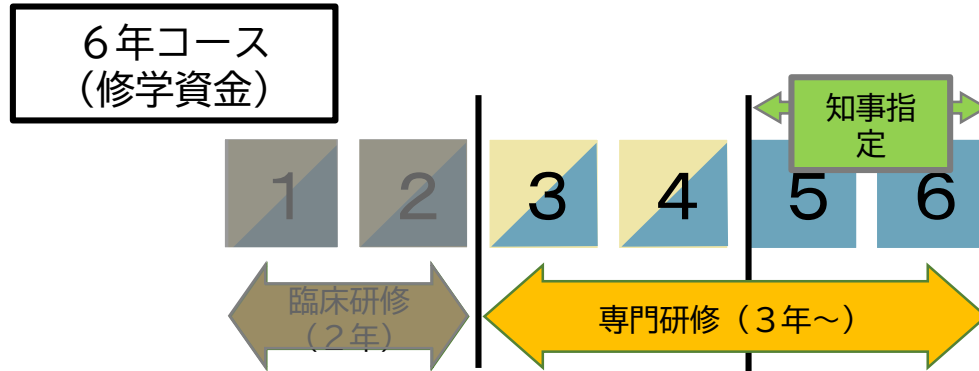 ６年コース
（修学資金）
知事指
定
1 2 3 4 5 6
臨床研修
（２年）
専門研修（３年～）